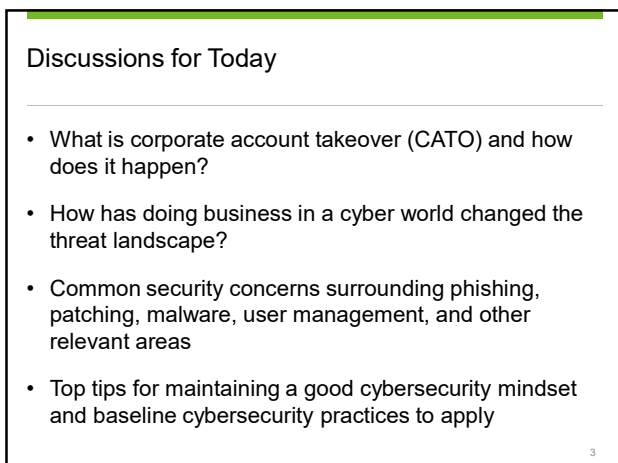 Discussions for Today
• What is corporate account takeover (CATO) and how
does it happen?
• How has doing business in a cyber world changed the
threat landscape?
• Common security concerns surrounding phishing,
patching, malware, user management, and other
relevant areas
• Top tips for maintaining a good cybersecurity mindset
and baseline cybersecurity practices to apply
3